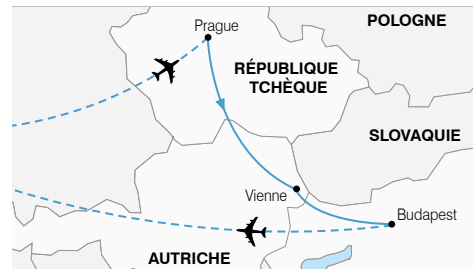 POLOGNE
Prague
RÉPUBLIQUE
TCHÈQUE
SLOVAQUIE
Vienne
Budapest
AUTRICHE